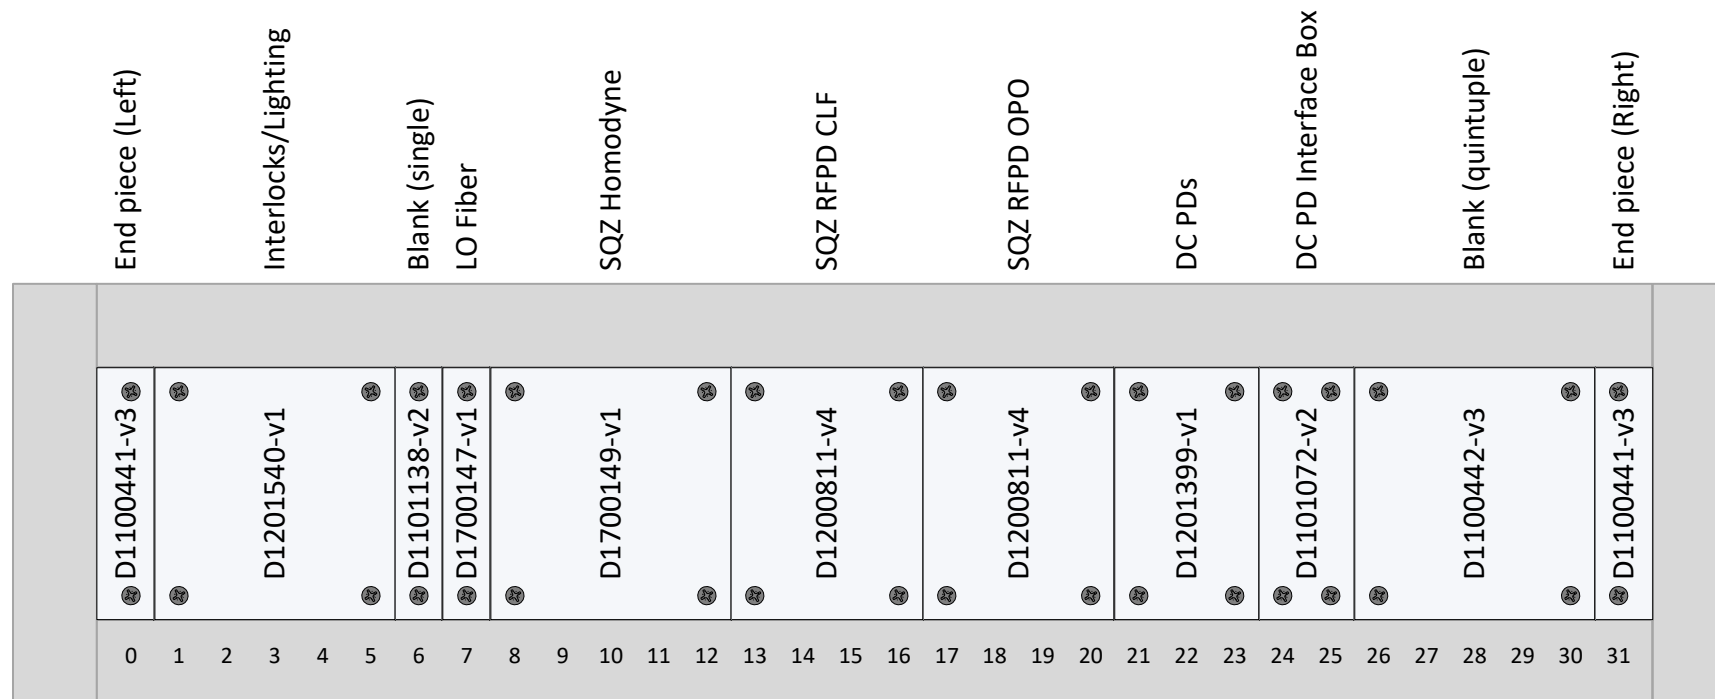 End piece (Left)
Interlocks/Lighting
Blank (single)
LO Fiber
SQZ Homodyne
SQZ RFPD CLF
SQZ RFPD OPO
DC PDs
DC PD Interface Box
Blank (quintuple)
End piece (Right)
D1100441-v3
D1201540-v1
D1101138-v2
D1700147-v1
D1700149-v1
D1200811-v4
D1200811-v4
D1201399-v1
D1101072-v2
D1100442-v3
D1100441-v3
0 1 2 3 4 5 6 7 8 9 10 11 12 13 14 15 16 17 18 19 20 21 22 23 24 25 26 27 28 29 30 31